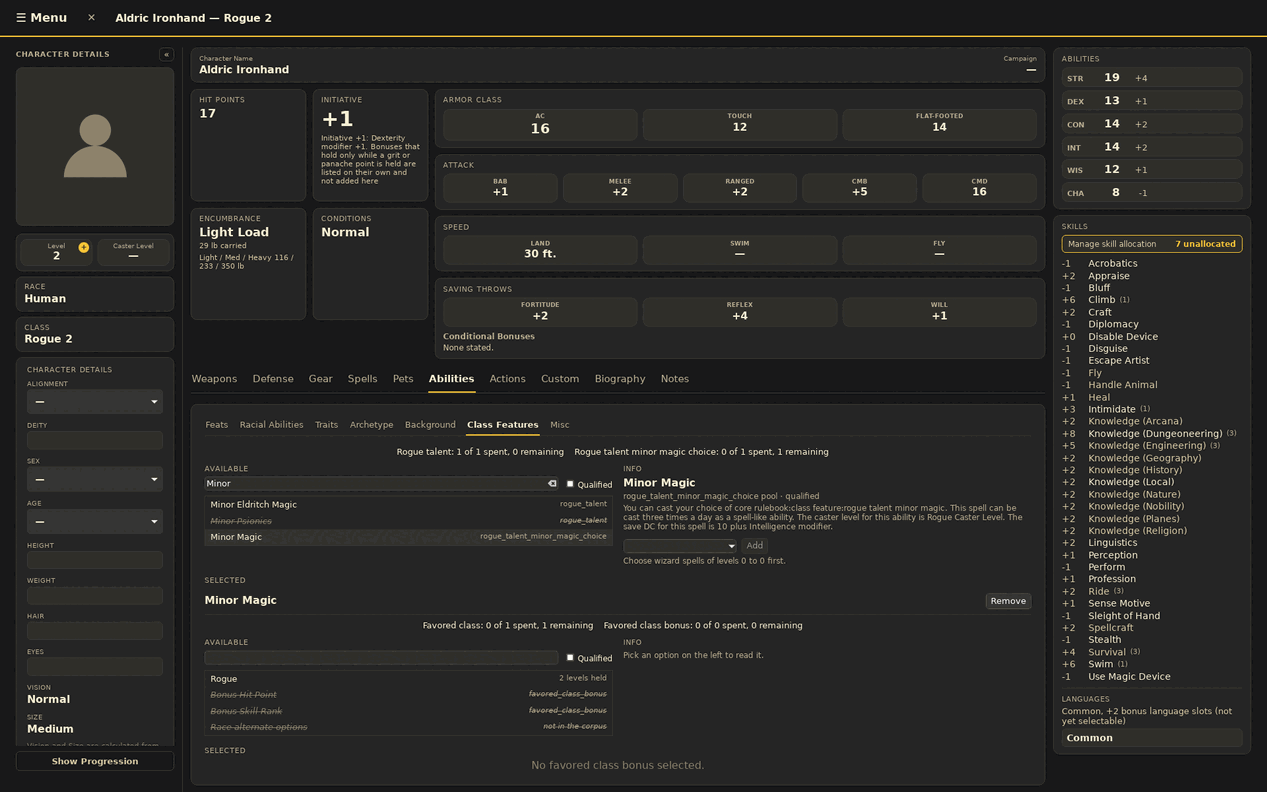 ☰ Menu
×
Aldric Ironhand — Rogue 2
CHARACTER DETAILS
«
Level
2
+
Caster Level
—
RACE
Human
CLASS
Rogue 2
CHARACTER DETAILS
ALIGNMENT
—
DEITY
SEX
—
AGE
—
HEIGHT
WEIGHT
HAIR
EYES
VISION
Normal
SIZE
Medium
Vision and Size are calculated from
Show Progression
Character Name
Aldric Ironhand
Campaign
—
HIT POINTS
17
INITIATIVE
+1
Initiative +1: Dexterity
modifier +1. Bonuses that
hold only while a grit or
panache point is held are
listed on their own and
not added here
ENCUMBRANCE
Light Load
29 lb carried
Light / Med / Heavy 116 /
233 / 350 lb
CONDITIONS
Normal
ARMOR CLASS
AC
16
TOUCH
12
FLAT-FOOTED
14
ATTACK
BAB
+1
MELEE
+2
RANGED
+2
CMB
+5
CMD
16
SPEED
LAND
30 ft.
SWIM
—
FLY
—
SAVING THROWS
FORTITUDE
+2
REFLEX
+4
WILL
+1
Conditional Bonuses
None stated.
Weapons Defense Gear Spells Pets Abilities Actions Custom Biography Notes
Feats Racial Abilities Traits Archetype Background Class Features Misc
Rogue talent: 1 of 1 spent, 0 remaining Rogue talent minor magic choice: 0 of 1 spent, 1 remaining
AVAILABLE
Minor
Qualified
Minor Eldritch Magic rogue_talent
Minor Psionics rogue_talent
Minor Magic rogue_talent_minor_magic_choice
INFO
Minor Magic
rogue_talent_minor_magic_choice pool · qualified
You can cast your choice of core rulebook:class feature:rogue talent minor magic. This spell can be
cast three times a day as a spell-like ability. The caster level for this ability is Rogue Caster Level. The
save DC for this spell is 10 plus Intelligence modifier.
Add
Choose wizard spells of levels 0 to 0 first.
SELECTED
Minor Magic
Remove
Favored class: 0 of 1 spent, 1 remaining Favored class bonus: 0 of 0 spent, 0 remaining
AVAILABLE
Qualified
Rogue 2 levels held
Bonus Hit Point favored_class_bonus
Bonus Skill Rank favored_class_bonus
Race alternate options not in the corpus
INFO
Pick an option on the left to read it.
SELECTED
No favored class bonus selected.
ABILITIES
STR 19 +4
DEX 13 +1
CON 14 +2
INT 14 +2
WIS 12 +1
CHA 8 -1
SKILLS
Manage skill allocation 7 unallocated
-1 Acrobatics
+2 Appraise
-1 Bluff
+6 Climb (1)
+2 Craft
-1 Diplomacy
+0 Disable Device
-1 Disguise
-1 Escape Artist
-1 Fly
-1 Handle Animal
+1 Heal
+3 Intimidate (1)
+2 Knowledge (Arcana)
+8 Knowledge (Dungeoneering) (3)
+5 Knowledge (Engineering) (3)
+2 Knowledge (Geography)
+2 Knowledge (History)
+2 Knowledge (Local)
+2 Knowledge (Nature)
+2 Knowledge (Nobility)
+2 Knowledge (Planes)
+2 Knowledge (Religion)
+2 Linguistics
+1 Perception
-1 Perform
+1 Profession
+2 Ride (3)
+1 Sense Motive
-1 Sleight of Hand
+2 Spellcraft
-1 Stealth
+4 Survival (3)
+6 Swim (1)
-1 Use Magic Device
LANGUAGES
Common, +2 bonus language slots (not
yet selectable)
Common